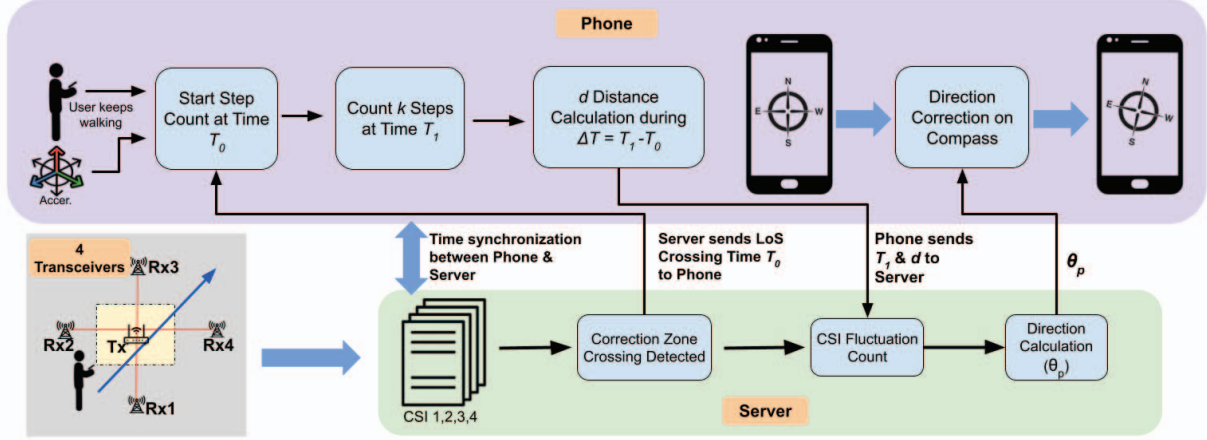 Phone
User keeps
walking
Accer.
Start Step
Count at Time
T0
Count k Steps
at Time T1
d Distance
Calculation during
ΔT = T1 -T0
N
E
W
S
Direction
Correction on
Compass
N
E
W
S
4
Transceivers
Rx3
Rx2
Tx
Rx4
Rx1
Time synchronization
between Phone &
Server
Server sends LoS
Crossing Time T0
to Phone
Phone sends
T1 & d to
Server
θp
CSI 1,2,3,4
Correction Zone
Crossing Detected
CSI Fluctuation
Count
Direction
Calculation
(θp)
Server